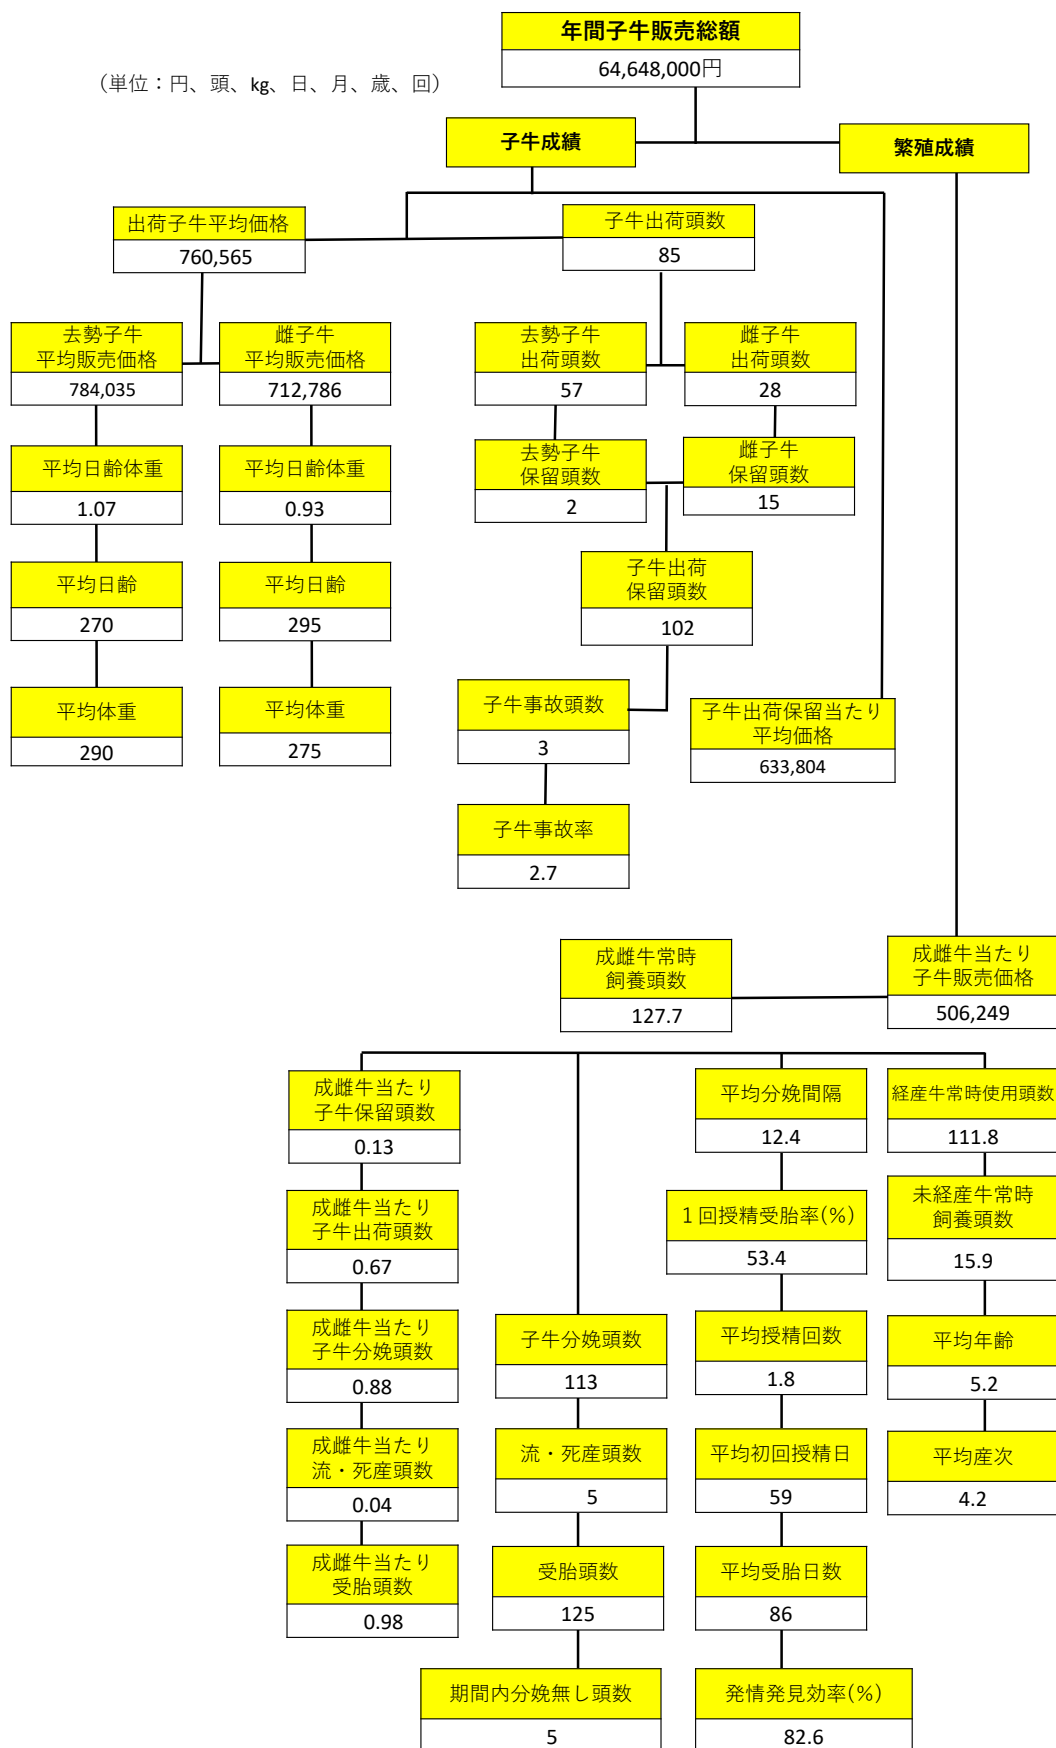 年間子牛販売総額
64,648,000円
（単位：円、頭、kg、日、月、歳、回）
子牛成績
繁殖成績
出荷子牛平均価格
760,565
子牛出荷頭数
85
去勢子牛
平均販売価格
784,035
雌子牛
平均販売価格
712,786
去勢子牛
出荷頭数
57
雌子牛
出荷頭数
28
平均日齢体重
1.07
平均日齢体重
0.93
去勢子牛
保留頭数
2
雌子牛
保留頭数
15
平均日齢
270
平均日齢
295
子牛出荷
保留頭数
102
平均体重
290
平均体重
275
子牛事故頭数
3
子牛出荷保留当たり
平均価格
633,804
子牛事故率
2.7
成雌牛常時
飼養頭数
127.7
成雌牛当たり
子牛販売価格
506,249
成雌牛当たり
子牛保留頭数
0.13
平均分娩間隔
12.4
経産牛常時使用頭数
111.8
成雌牛当たり
子牛出荷頭数
0.67
１回授精受胎率(%)
53.4
未経産牛常時
飼養頭数
15.9
成雌牛当たり
子牛分娩頭数
0.88
子牛分娩頭数
113
平均授精回数
1.8
平均年齢
5.2
成雌牛当たり
流・死産頭数
0.04
流・死産頭数
5
平均初回授精日
59
平均産次
4.2
成雌牛当たり
受胎頭数
0.98
受胎頭数
125
平均受胎日数
86
期間内分娩無し頭数
5
発情発見効率(%)
82.6